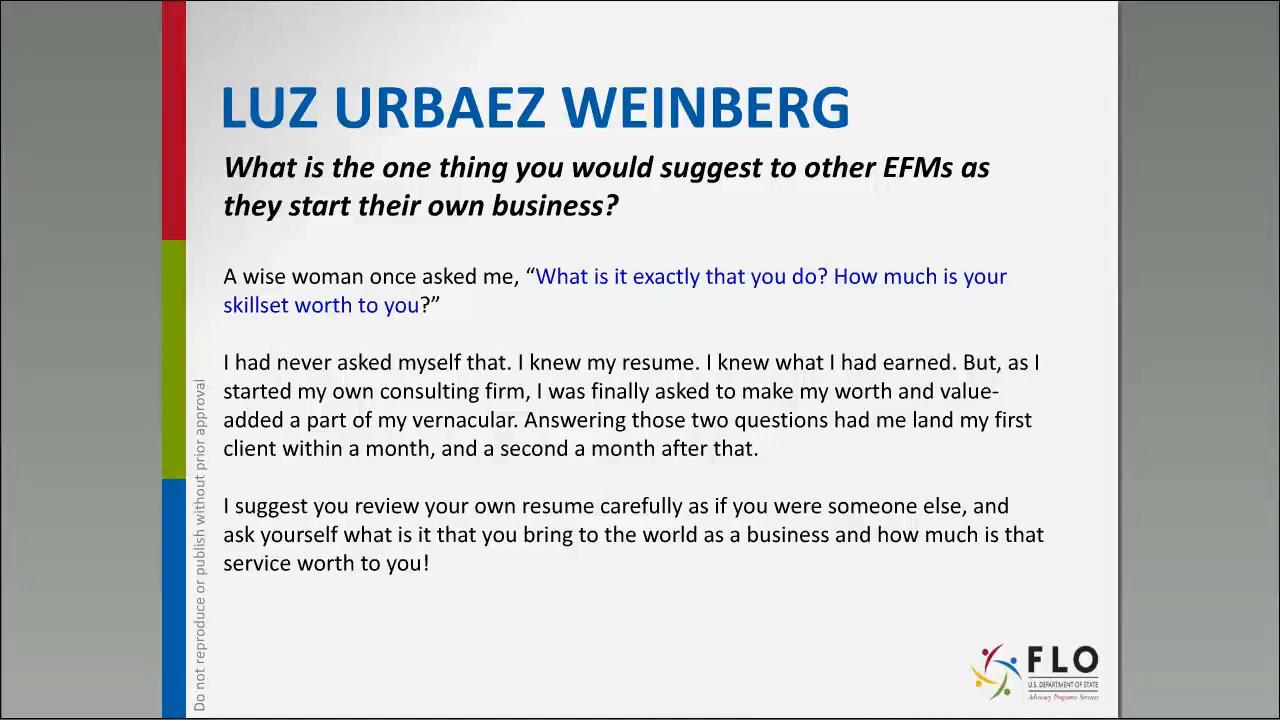 LUZ URBAEZ WEINBERG
What is the one thing you would suggest to other EFMs as
they start their own business?
A wise woman once asked me, “What is it exactly that you do? How much is your
skillset worth to you?”
I had never asked myself that. I knew my resume. I knew what I had earned. But, as I
started my own consulting firm, I was finally asked to make my worth and value-
added a part of my vernacular. Answering those two questions had me land my first
client within a month, and a second a month after that.
I suggest you review your own resume carefully as if you were someone else, and
ask yourself what is it that you bring to the world as a business and how much is that
service worth to you!
Do not reproduce or publish without prior approval
FLO
U.S. DEPARTMENT OF STATE
Advocacy Programs Services